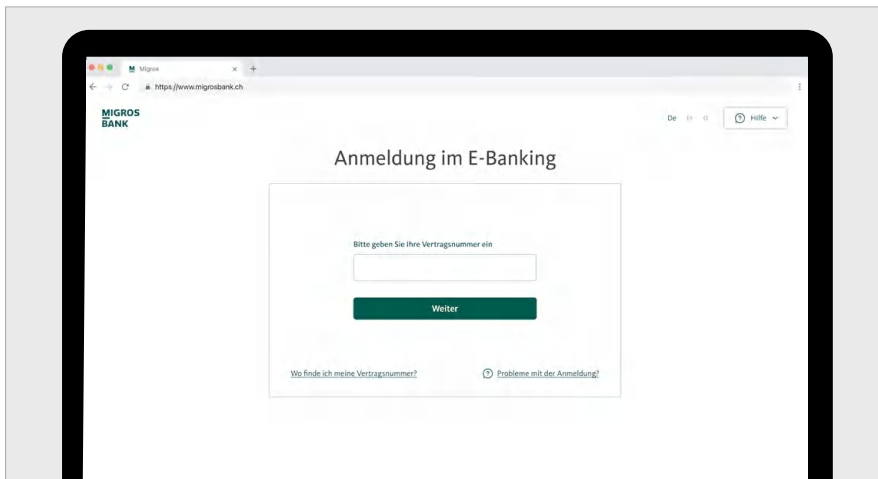 M Migros
https://www.migrosbank.ch
MIGROS
BANK
De
Hilfe
Anmeldung im E-Banking
Bitte geben Sie Ihre Vertragsnummer ein
Weiter
Wo finde ich meine Vertragsnummer?
Probleme mit der Anmeldung?